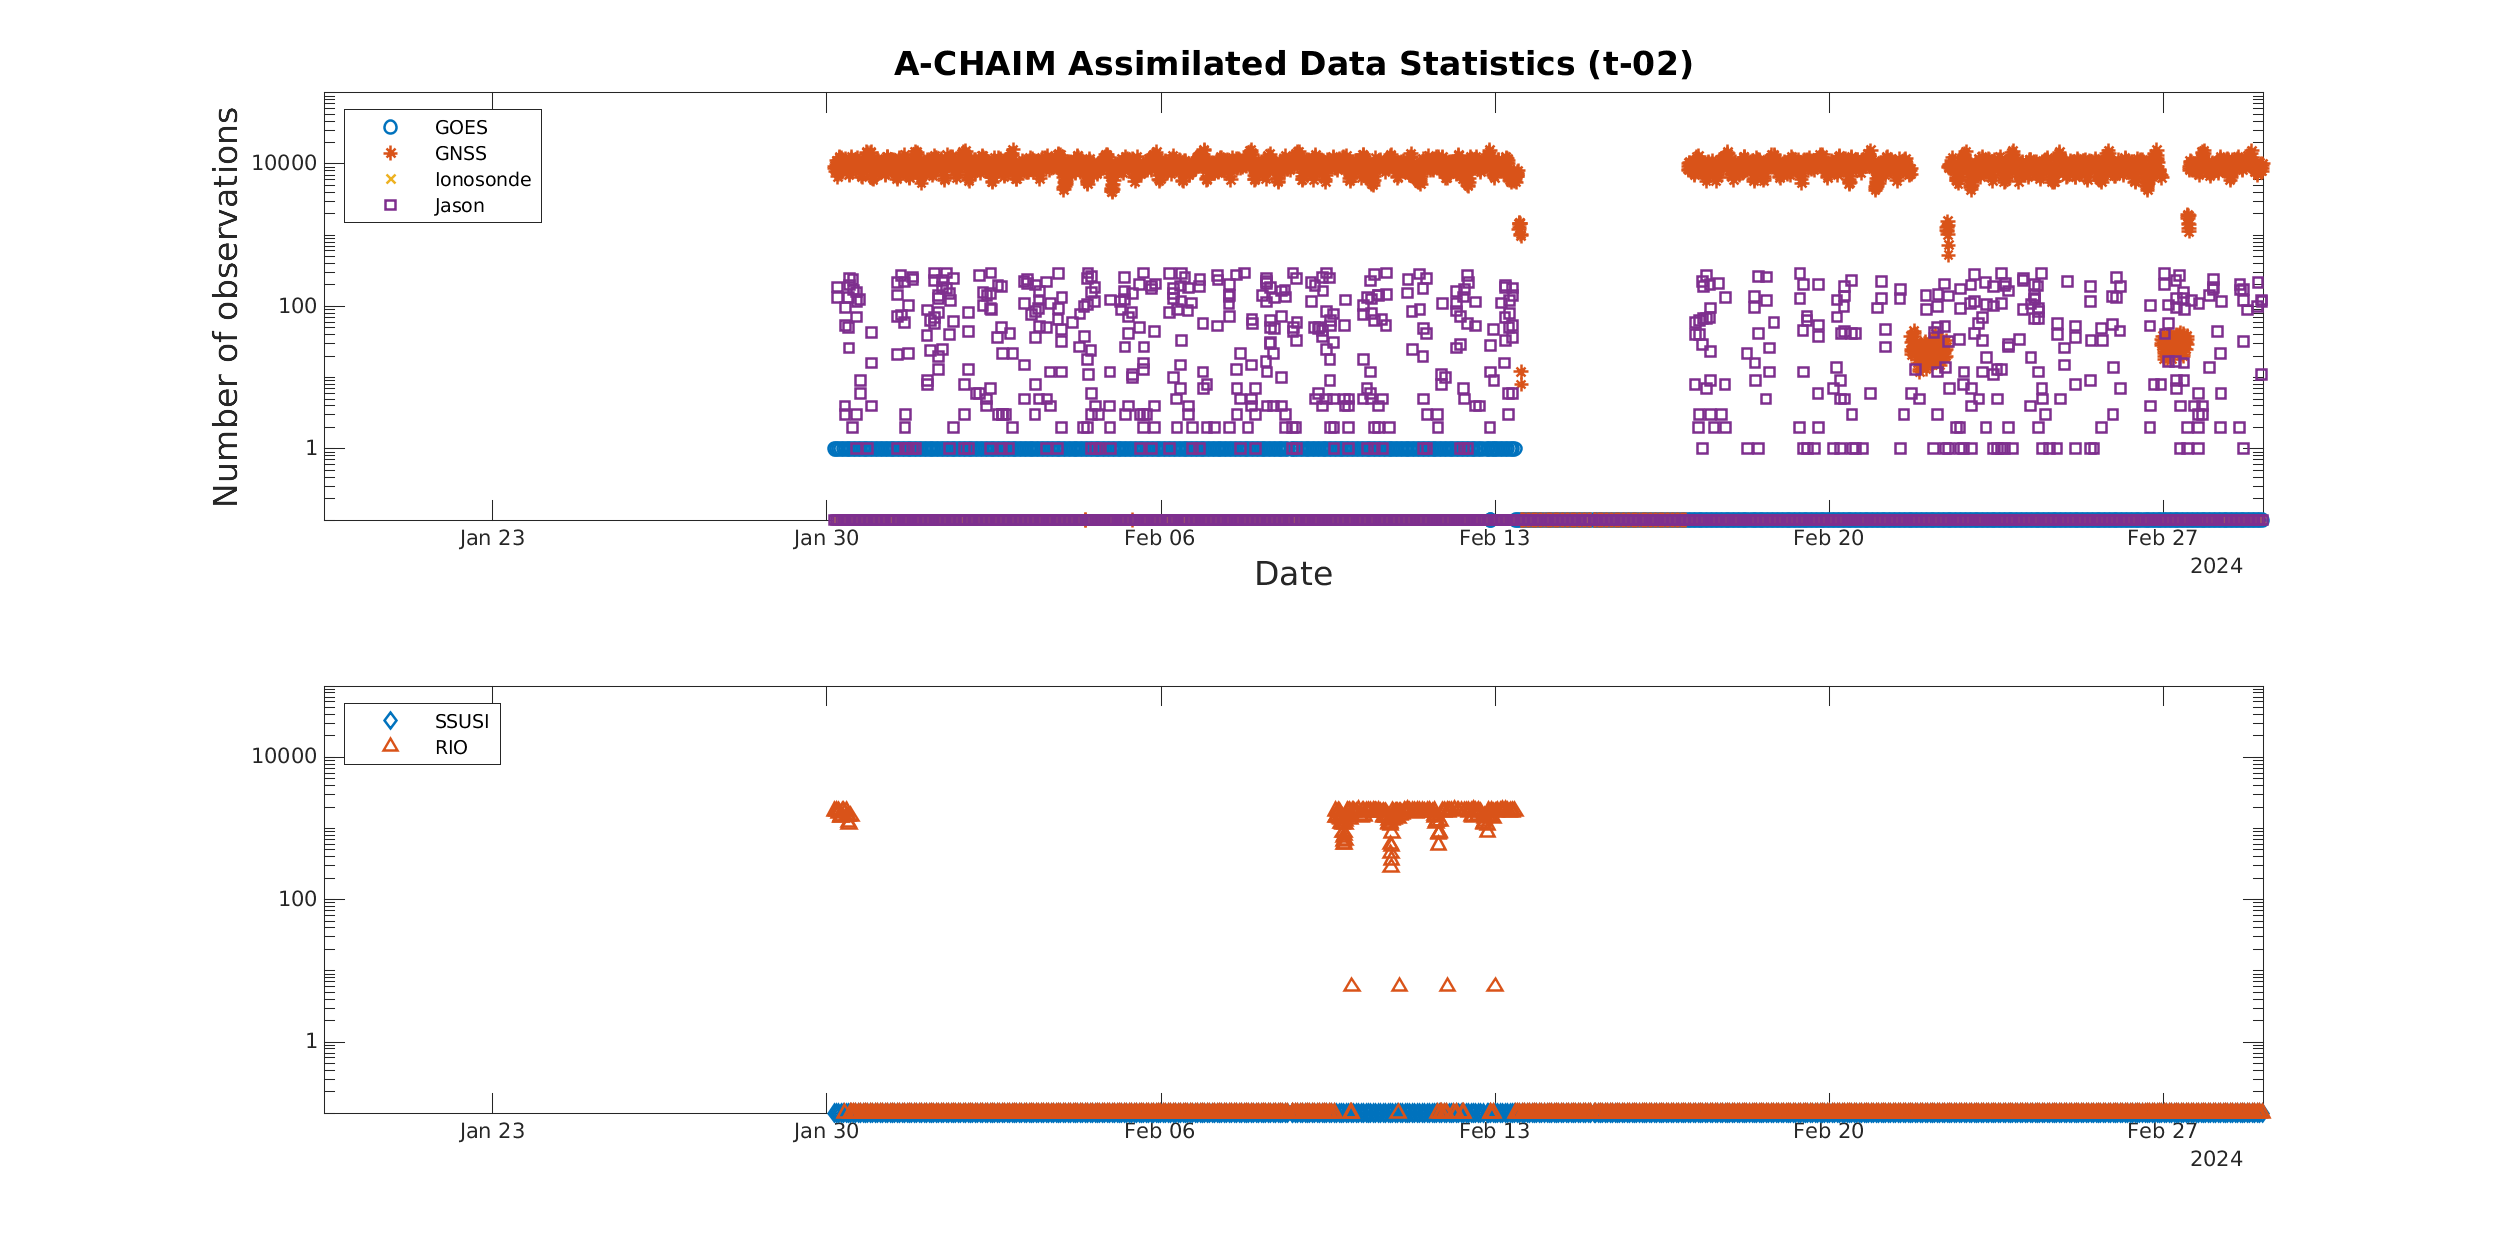 A-CHAIM Assimilated Data Statistics (t-02)
Number of observations
10000
100
1
GOES
GNSS
Ionosonde
Jason
Jan 23
Jan 30
Feb 06
Feb 13
Feb 20
Feb 27
2024
Date
10000
100
1
SSUSI
RIO
Jan 23
Jan 30
Feb 06
Feb 13
Feb 20
Feb 27
2024